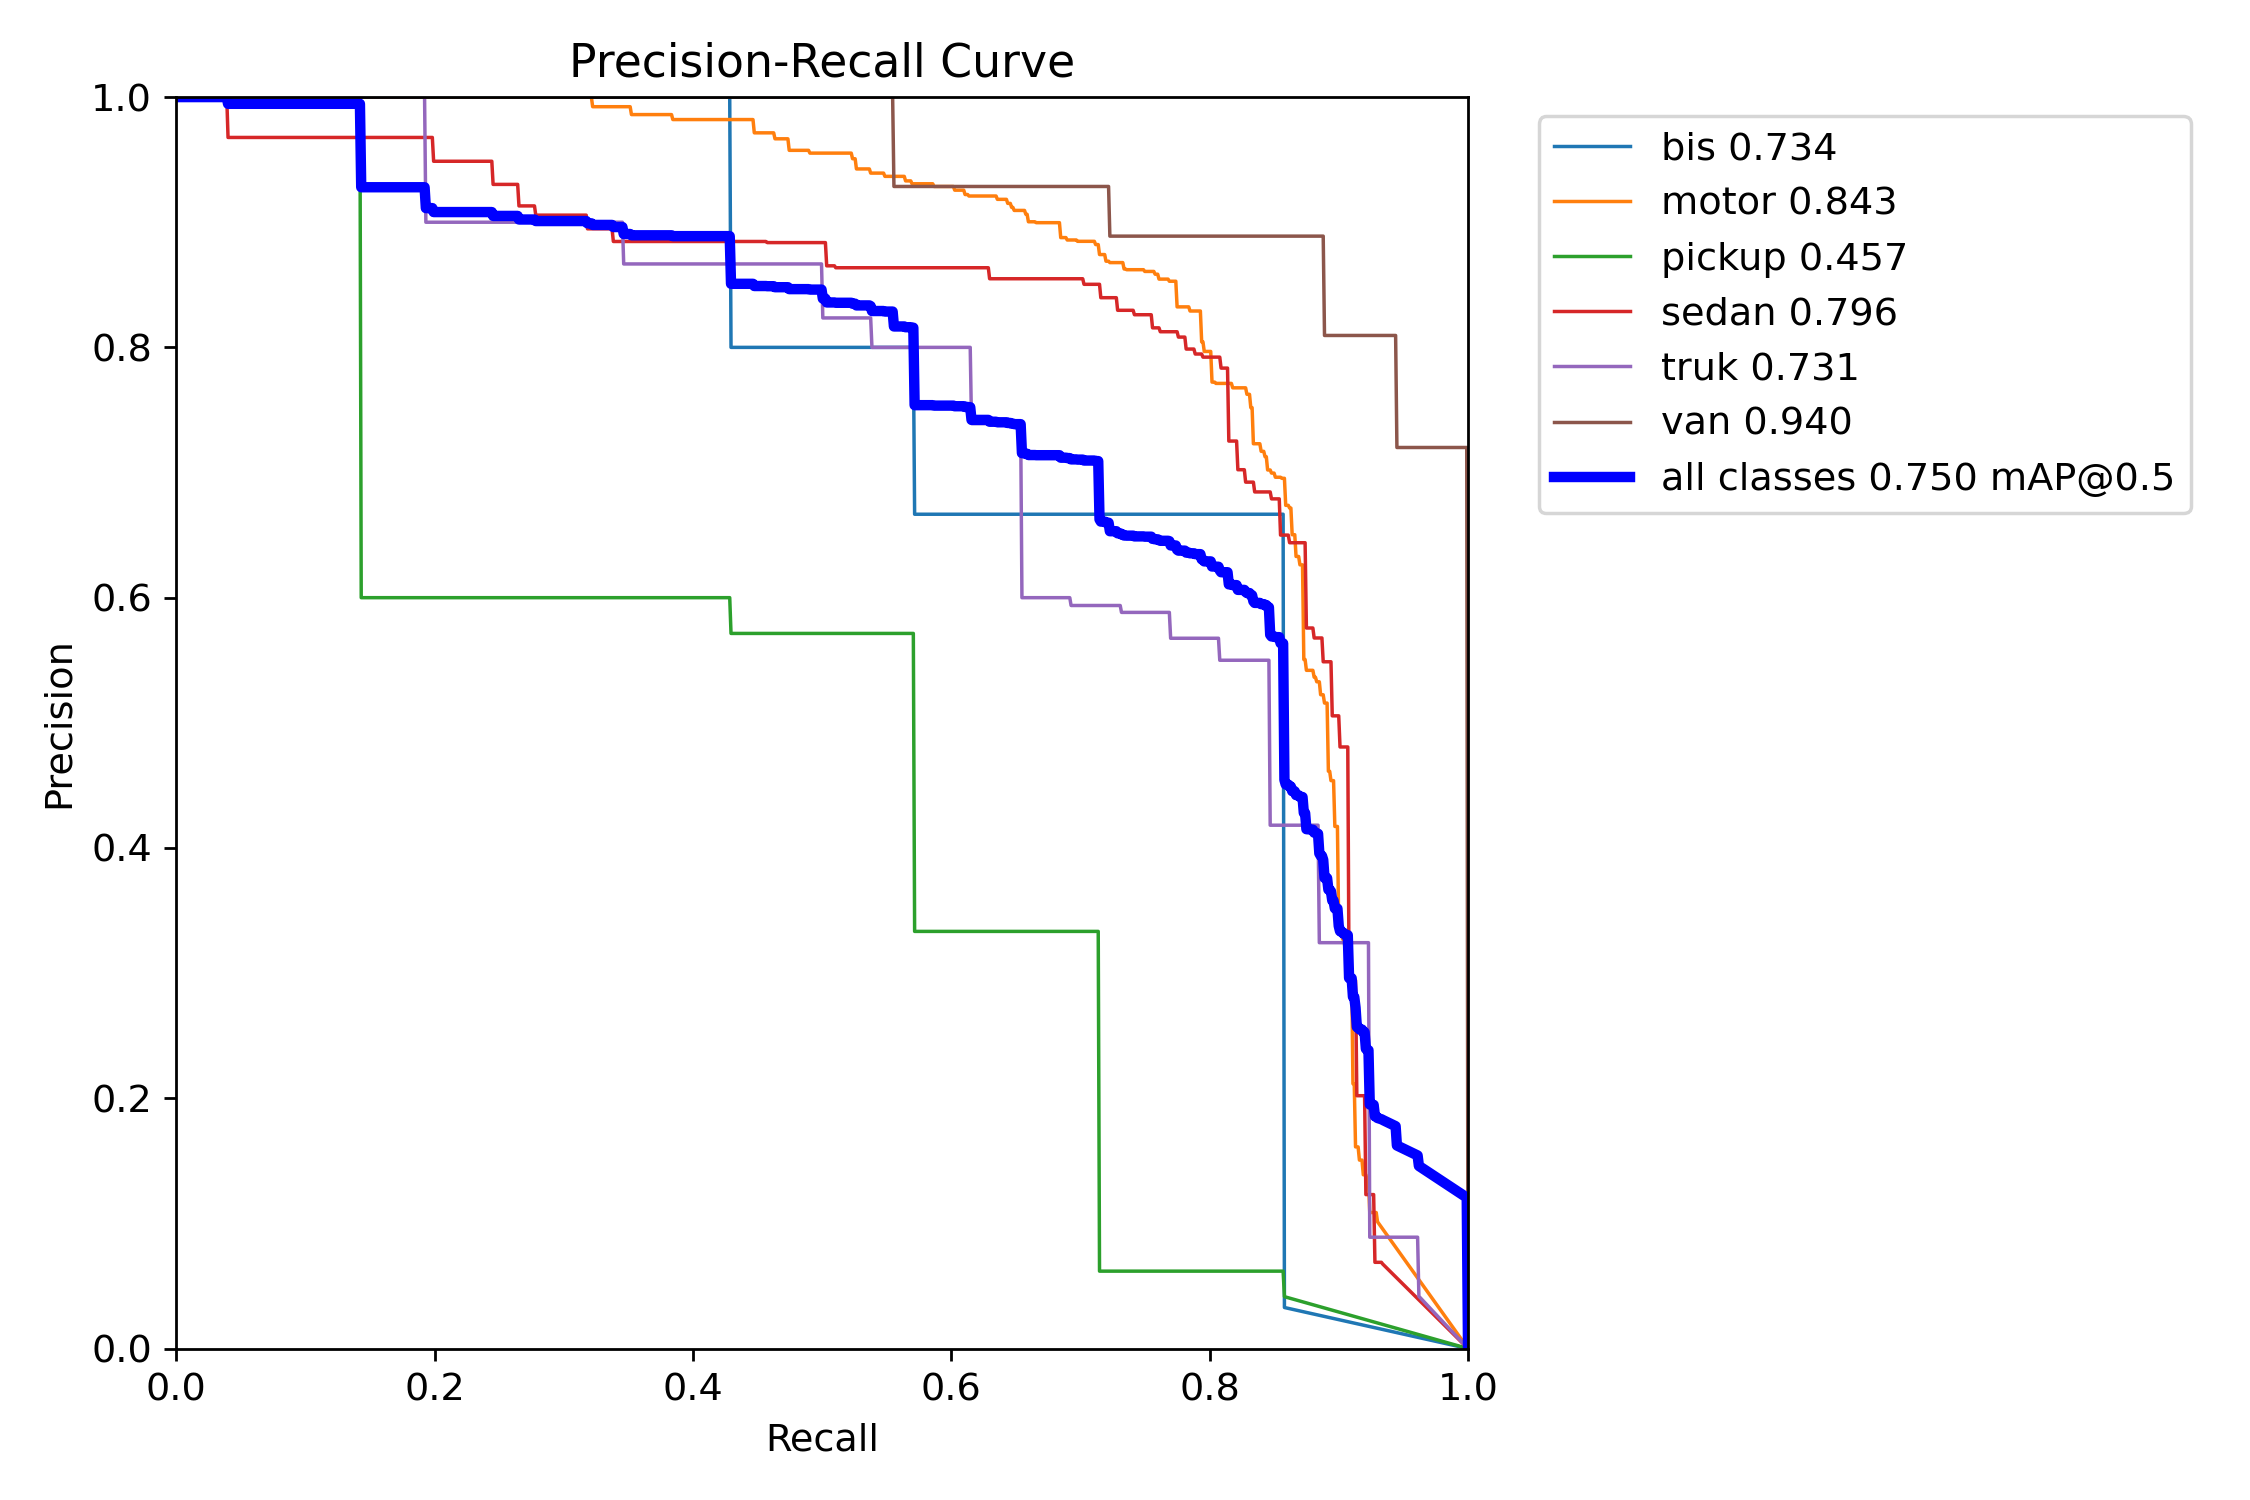 Precision-Recall Curve
1.0
0.8
0.6
0.4
0.2
0.0
Precision
0.0 0.2 0.4 0.6 0.8 1.0
Recall
bis 0.734
motor 0.843
pickup 0.457
sedan 0.796
truk 0.731
van 0.940
all classes 0.750 mAP@0.5